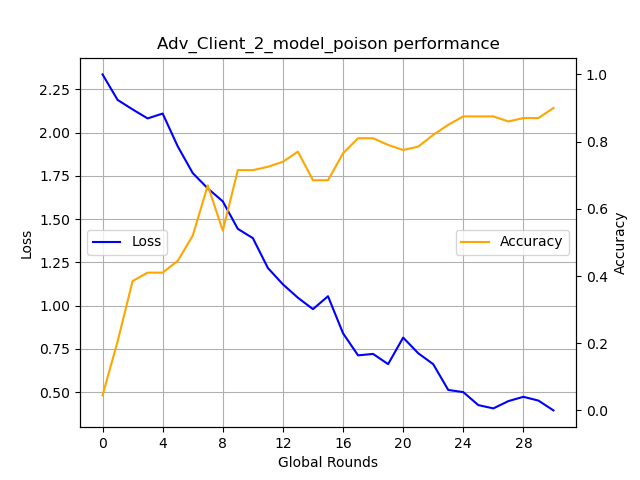 Adv_Client_2_model_poison performance
2.25
2.00
1.75
1.50
1.25
1.00
0.75
0.50
Loss
Loss
Accuracy
1.0
0.8
0.6
0.4
0.2
0.0
Accuracy
0 4 8 12 16 20 24 28
Global Rounds